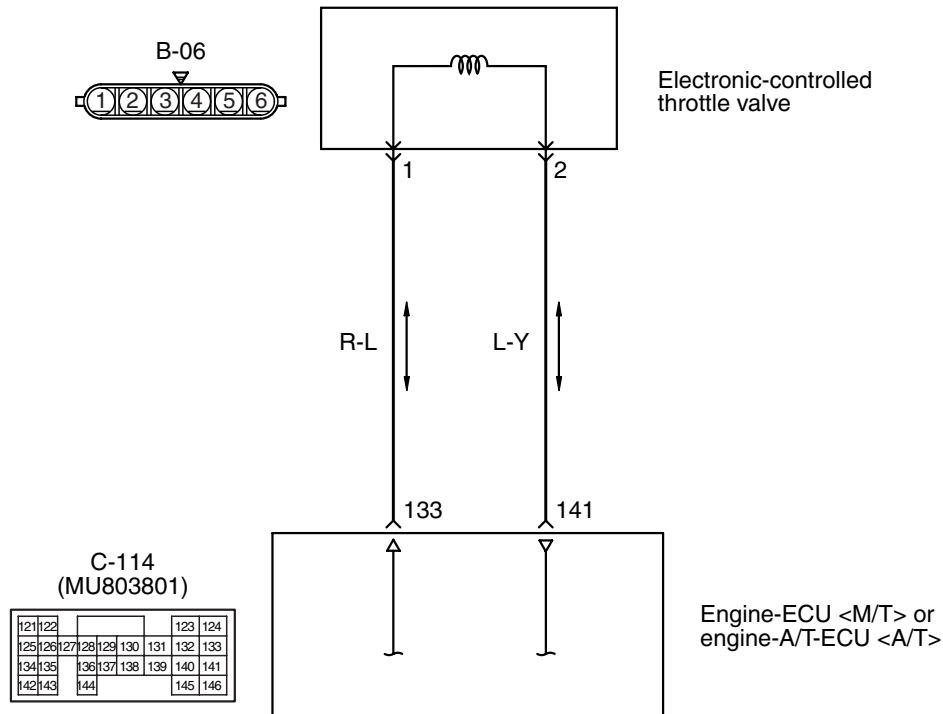 B-06
1 2 3 4 5 6
Electronic-controlled
throttle valve
1
2
R-L
L-Y
133
141
C-114
(MU803801)
121 122 123 124
125 126 127 128 129 130 131 132 133
134 135 136 137 138 139 140 141
142 143 144 145 146
Engine-ECU <M/T> or
engine-A/T-ECU <A/T>